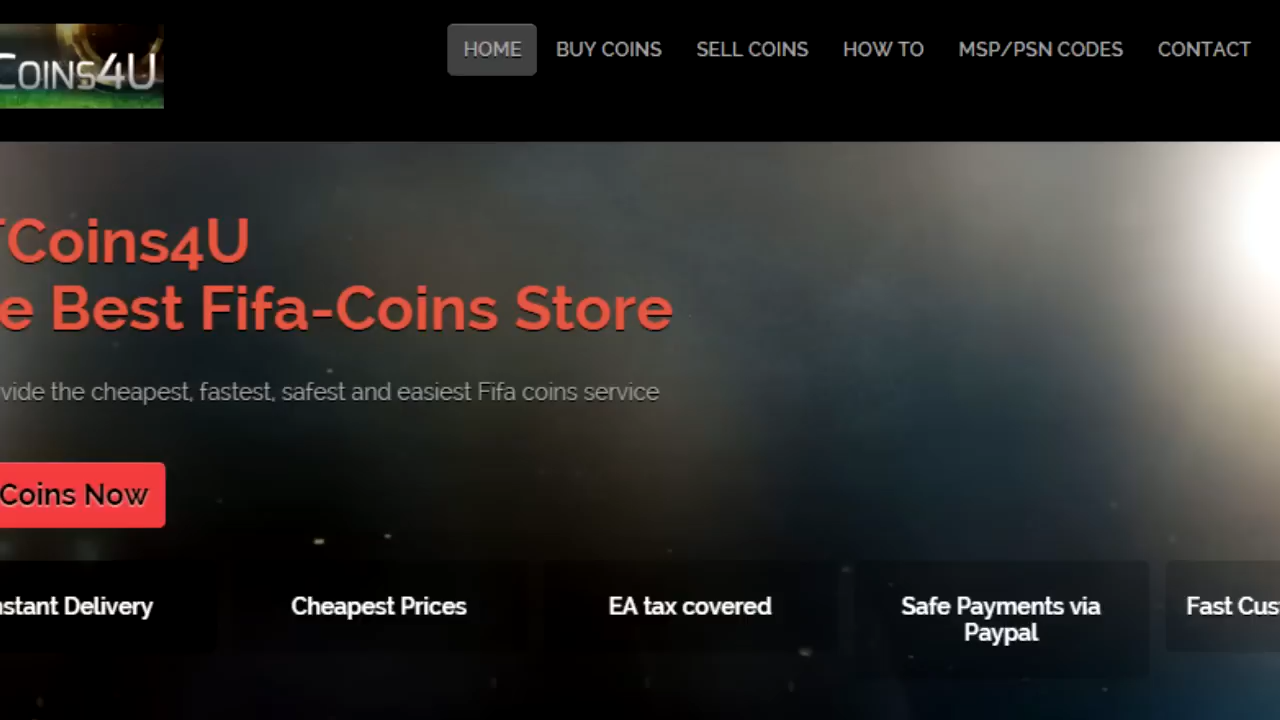 Coins4U
HOME BUY COINS SELL COINS HOW TO MSP/PSN CODES CONTACT
TCoins4U
e Best Fifa-Coins Store
vide the cheapest, fastest, safest and easiest Fifa coins service
Coins Now
nstant Delivery
Cheapest Prices
EA tax covered
Safe Payments via
Paypal
Fast Cus